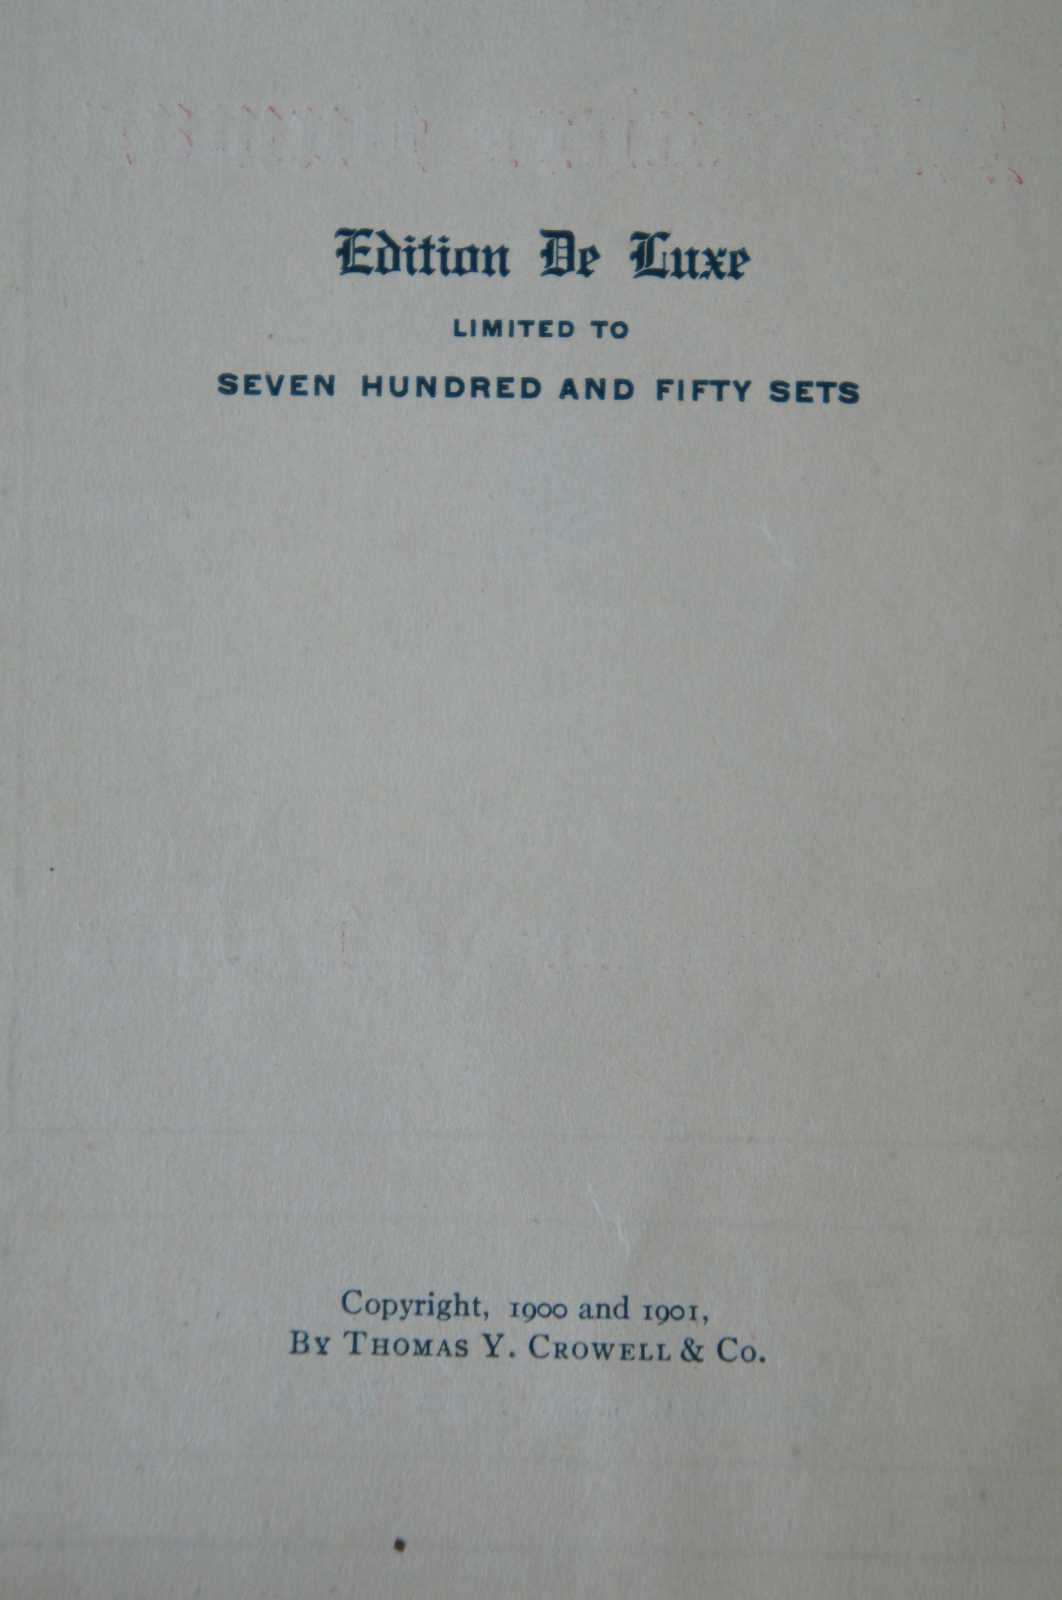 Edition De Luxe
LIMITED TO
SEVEN HUNDRED AND FIFTY SETS
Copyright, 1900 and 1901,
By Thomas Y. Crowell & Co.